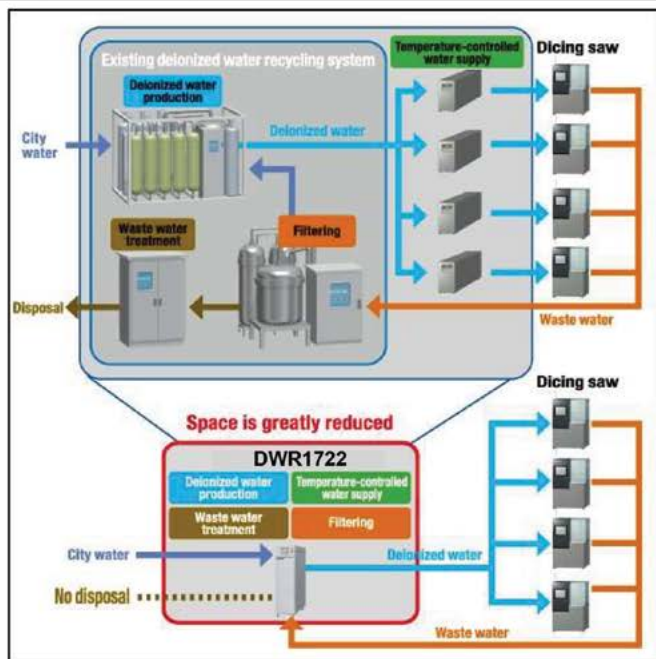 Existing deionized water recycling system
Temperature-controlled
water supply
Dicing saw
Deionized water
production
City
water
Deionized water
Waste water
treatment
Filtering
Disposal
Waste water
Dicing saw
Space is greatly reduced
DWR1722
Deionized water
production
Temperature-controlled
water supply
Waste water
treatment
Filtering
City water
Deionized water
No disposal
Waste water